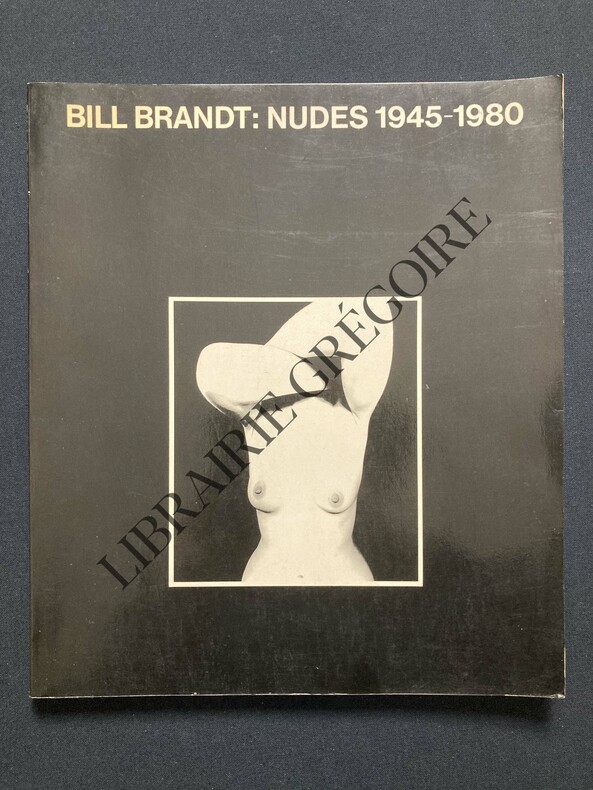 BILL BRANDT: NUDES 1945-1980
LIBRAIRIE GRÉGOIRE